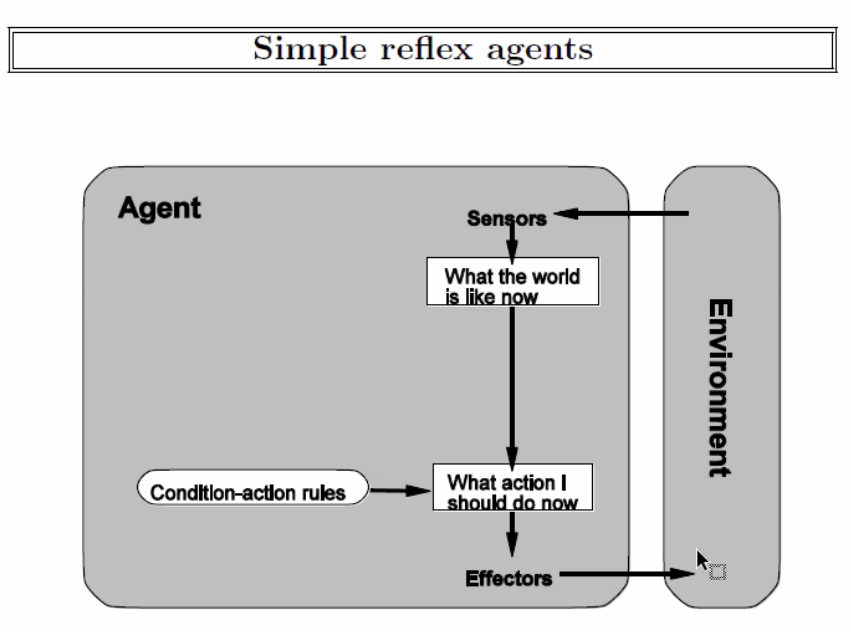 Simple reflex agents
Agent
Sensors
What the world
is like now
Environment
Condition-action rules
What action I
should do now
Effectors